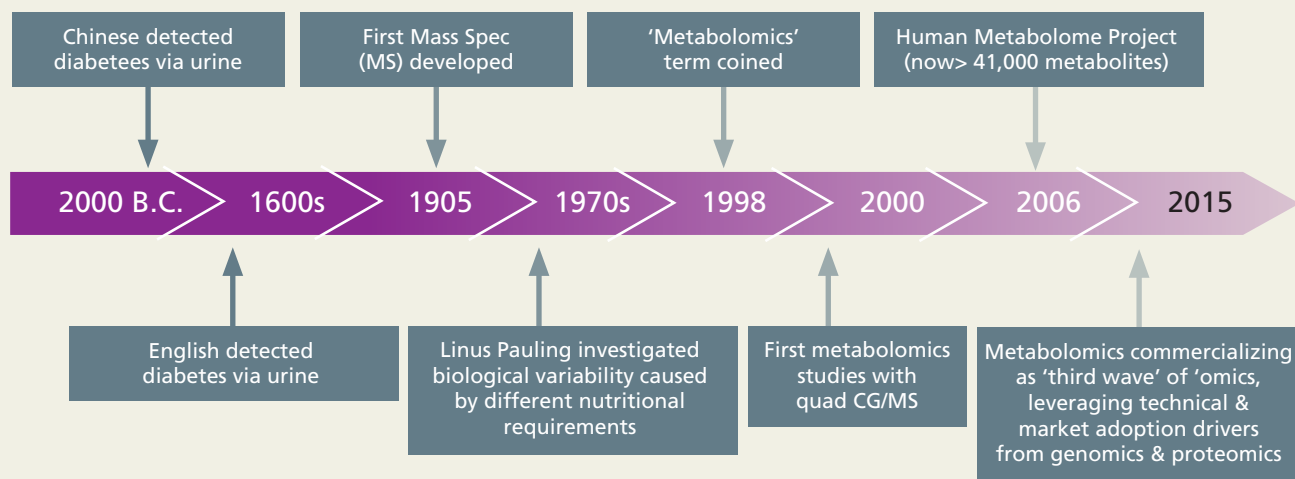 Chinese detected
diabetees via urine
First Mass Spec
(MS) developed
‘Metabolomics’
term coined
Human Metabolome Project
(now> 41,000 metabolites)
2000 B.C.
1600s
1905
1970s
1998
2000
2006
2015
English detected
diabetes via urine
Linus Pauling investigated
biological variability caused
by different nutritional
requirements
First metabolomics
studies with
quad CG/MS
Metabolomics commercializing
as ‘third wave’ of ‘omics,
leveraging technical &
market adoption drivers
from genomics & proteomics